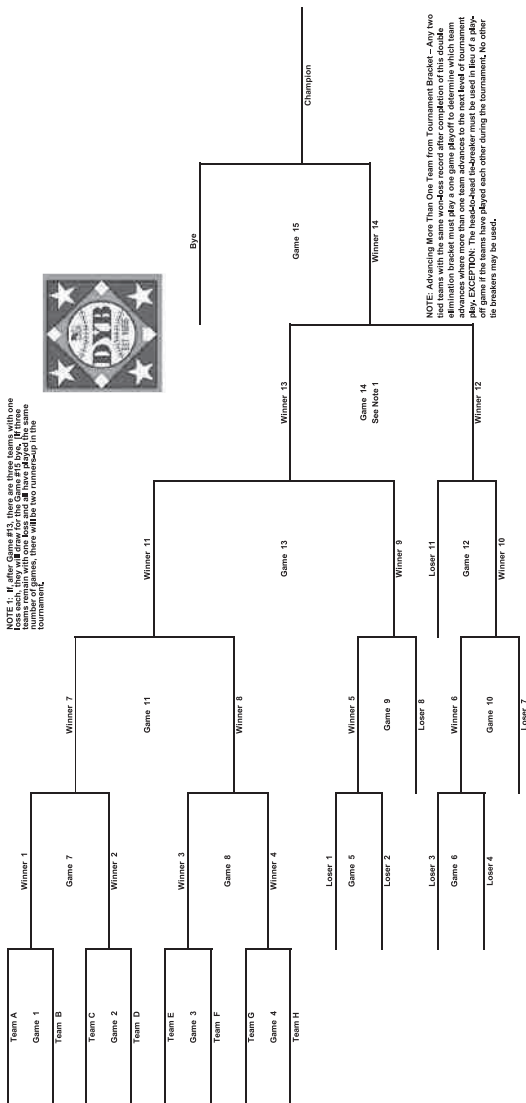 NOTE 1: If, after Game #13, there are three teams with one
loss each, they will draw for the Game #15 bye. (If three
teams remain with one loss and all have played the same
number of games, there will be two runners-up in the
tournament.
DYB
Team A
Game 1
Team B
Team C
Game 2
Team D
Team E
Game 3
Team F
Team G
Game 4
Team H
Winner 1
Game 7
Winner 2
Winner 3
Game 8
Winner 4
Loser 1
Game 5
Loser 2
Loser 3
Game 6
Loser 4
Winner 7
Game 11
Winner 8
Winner 5
Game 9
Loser 8
Winner 6
Game 10
Loser 7
Winner 11
Game 13
Winner 9
Loser 11
Game 12
Winner 10
Winner 13
Game 14
See Note 1
Winner 12
Bye
Game 15
Winner 14
Champion
NOTE: Advancing More Than One Team from Tournament Bracket – Any two
tied teams with the same won-loss record after completion of this double
elimination bracket must play a one game playoff to determine which team
advances where more than one team advances to the next level of tournament
play. EXCEPTION: The head-to-head tie-breaker must be used in lieu of a play-
off game if the teams have played each other during the tournament. No other
tie breakers may be used.